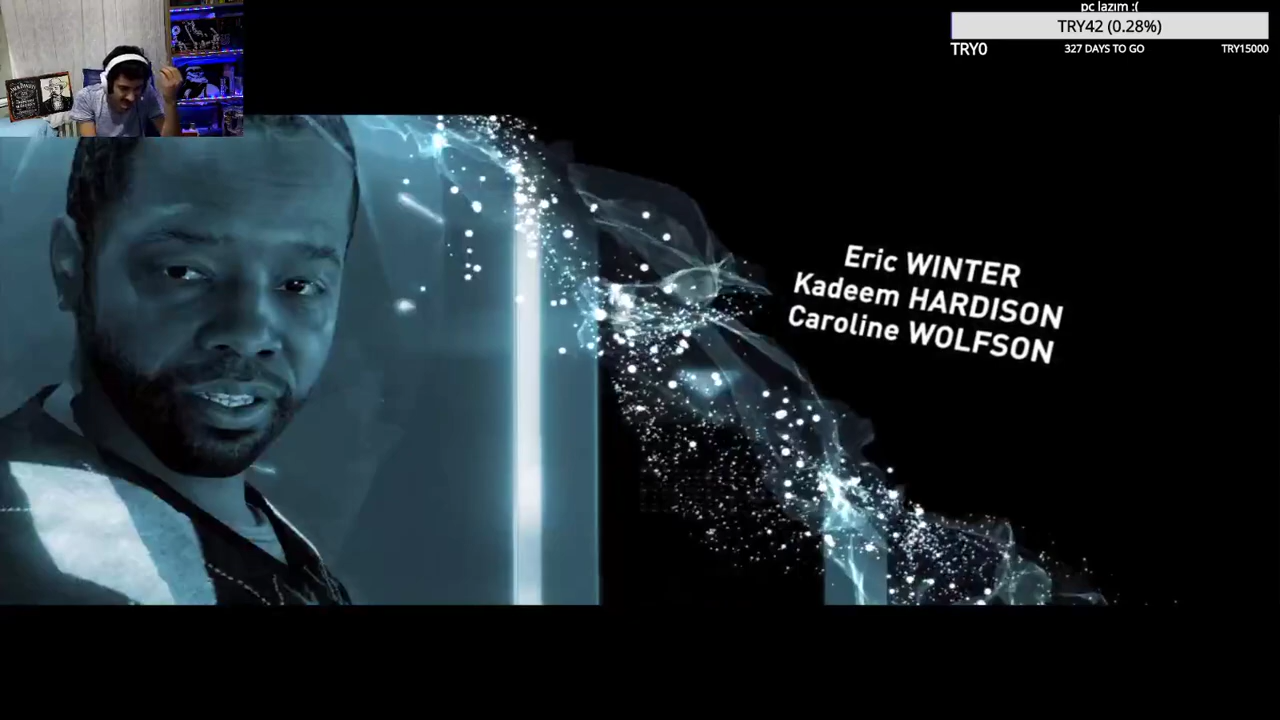 pc lazım :(
TRY42 (0.28%)
TRY0
327 DAYS TO GO
TRY15000
Eric WINTER
Kadeem HARDISON
Caroline WOLFSON